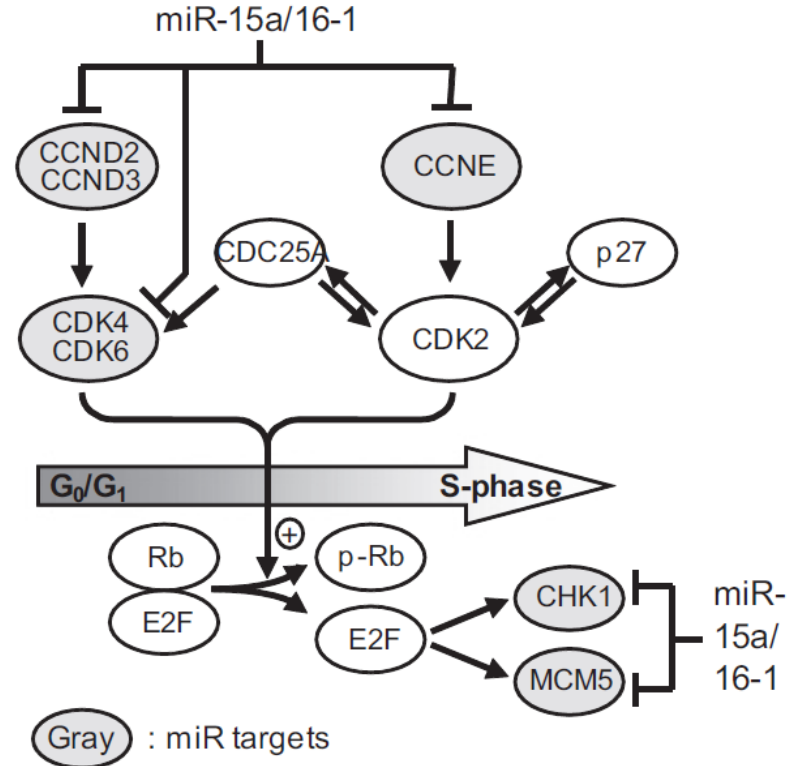 miR-15a/16-1
CCND2
CCND3
CCNE
CDC25A
p27
CDK4
CDK6
CDK2
G₀/G₁
S-phase
+
Rb
p-Rb
E2F
E2F
CHK1
MCM5
miR-
15a/
16-1
Gray : miR targets